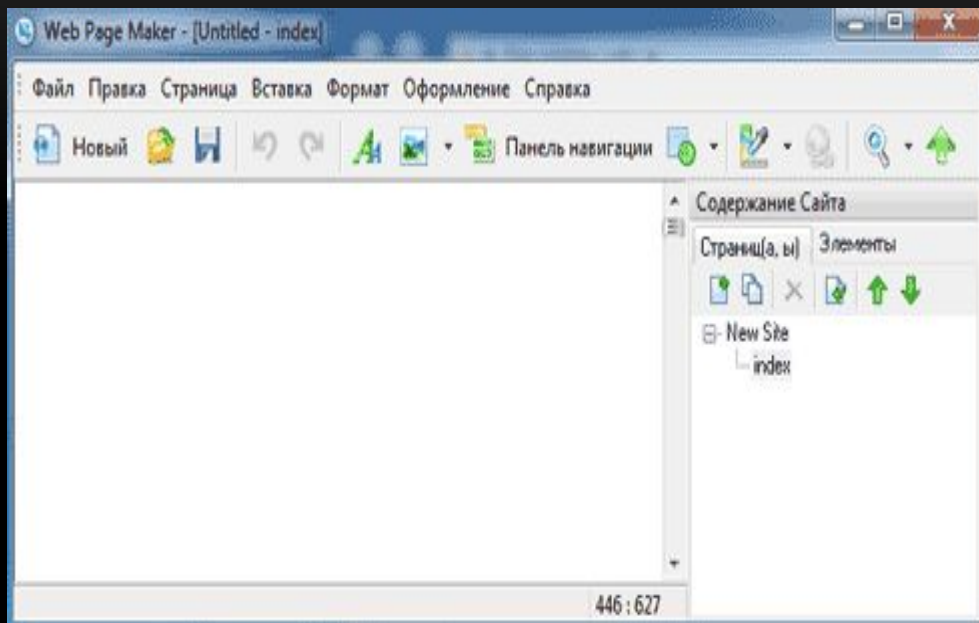 Web Page Maker - [Untitled - index]
Файл Правка Страница Вставка Формат Оформление Справка
Новый Панель навигации
Содержание Сайта
Страниц(а, ы) Элементы
New Site
index
446 : 627